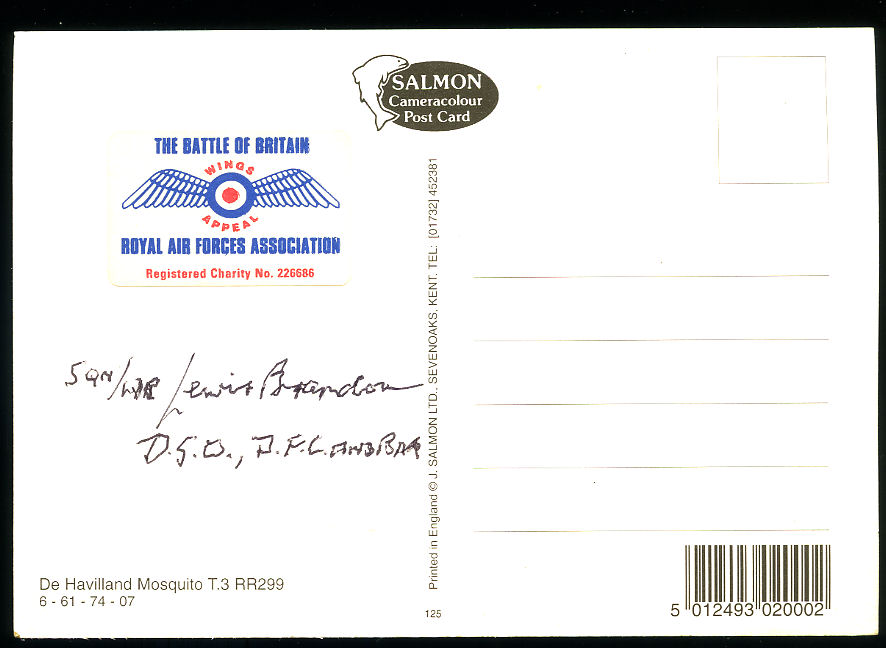 SALMON
Cameracolour
Post Card
THE BATTLE OF BRITAIN
WINGS
APPEAL
ROYAL AIR FORCES ASSOCIATION
Registered Charity No. 226686
Sqn/Ldr Lewis Brandon
D.S.O., D.F.C. AND BAR
Printed in England © J. SALMON LTD., SEVENOAKS, KENT. TEL: [01732] 452381
De Havilland Mosquito T.3 RR299
6 - 61 - 74 - 07
125
5 012493 020002